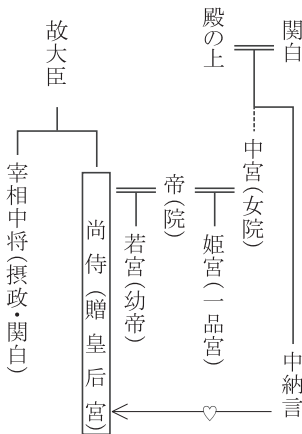 関白
殿の上
中宮(女院)
中納言
帝(院)
姫宮(一品宮)
若宮(幼帝)
故大臣
尚侍(贈皇后宮)
宰相中将(摂政・関白)